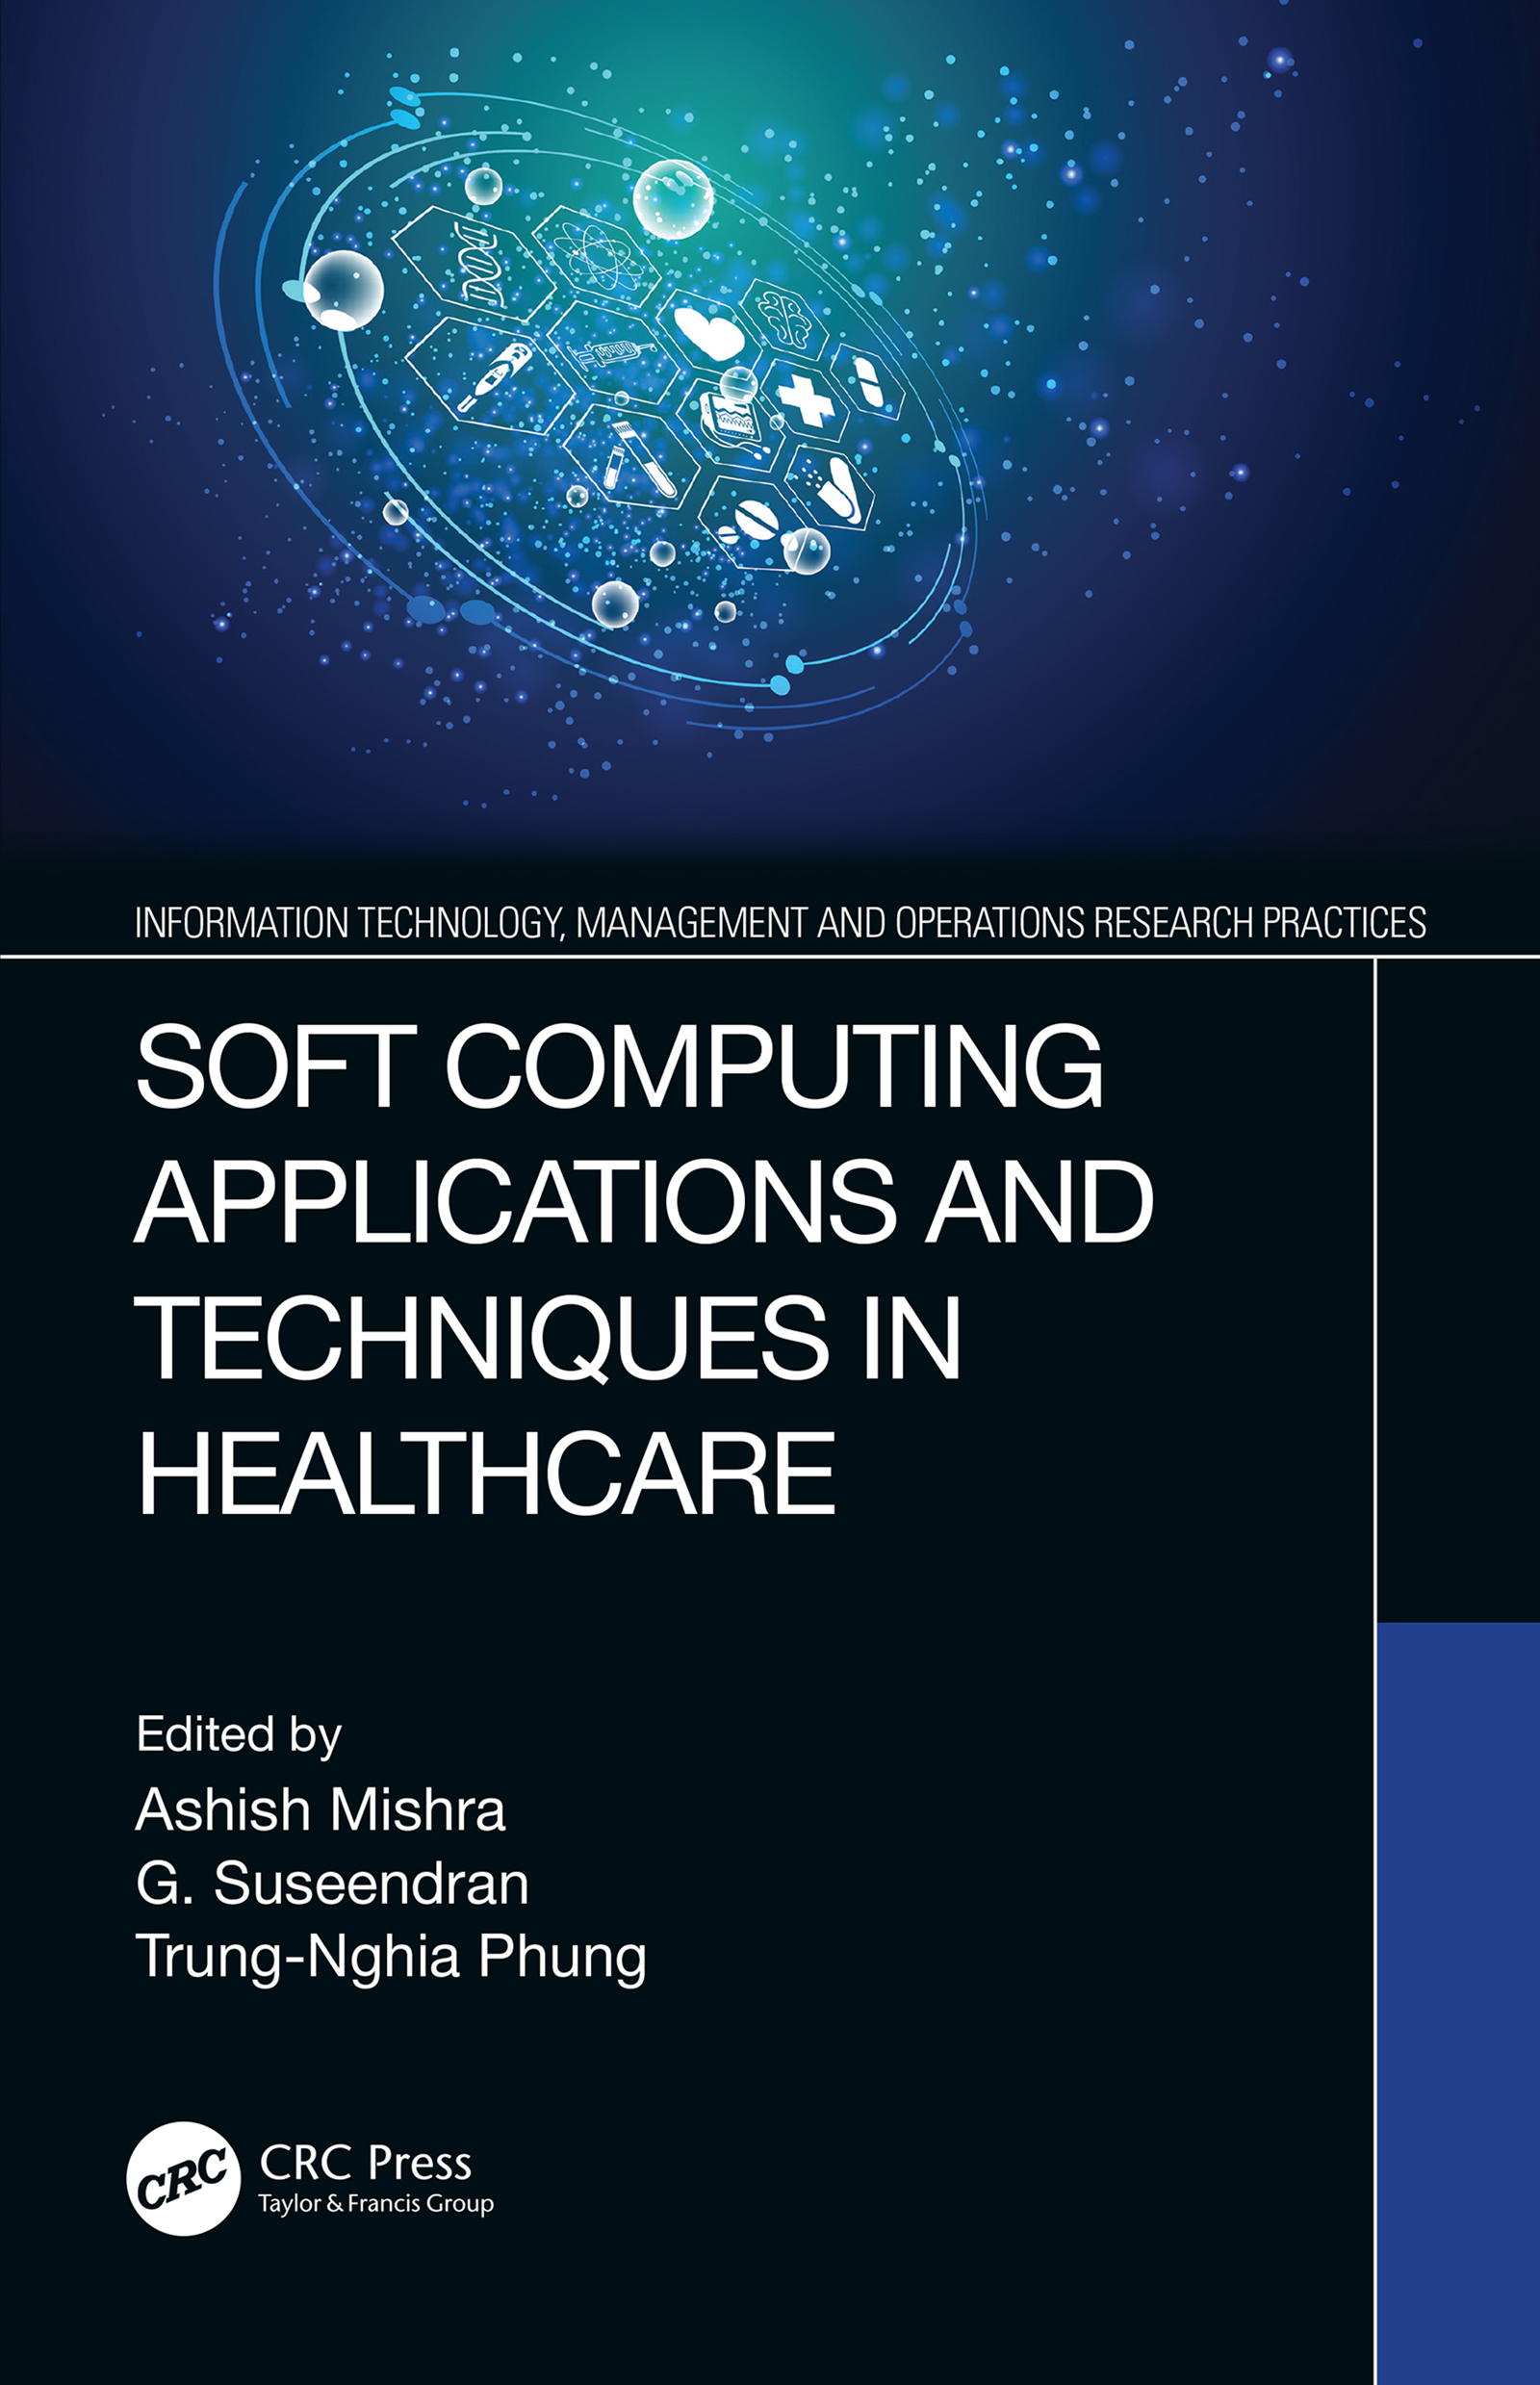 INFORMATION TECHNOLOGY, MANAGEMENT AND OPERATIONS RESEARCH PRACTICES
SOFT COMPUTING
APPLICATIONS AND
TECHNIQUES IN
HEALTHCARE
Edited by
Ashish Mishra
G. Suseendran
Trung-Nghia Phung
CRC
CRC Press
Taylor & Francis Group